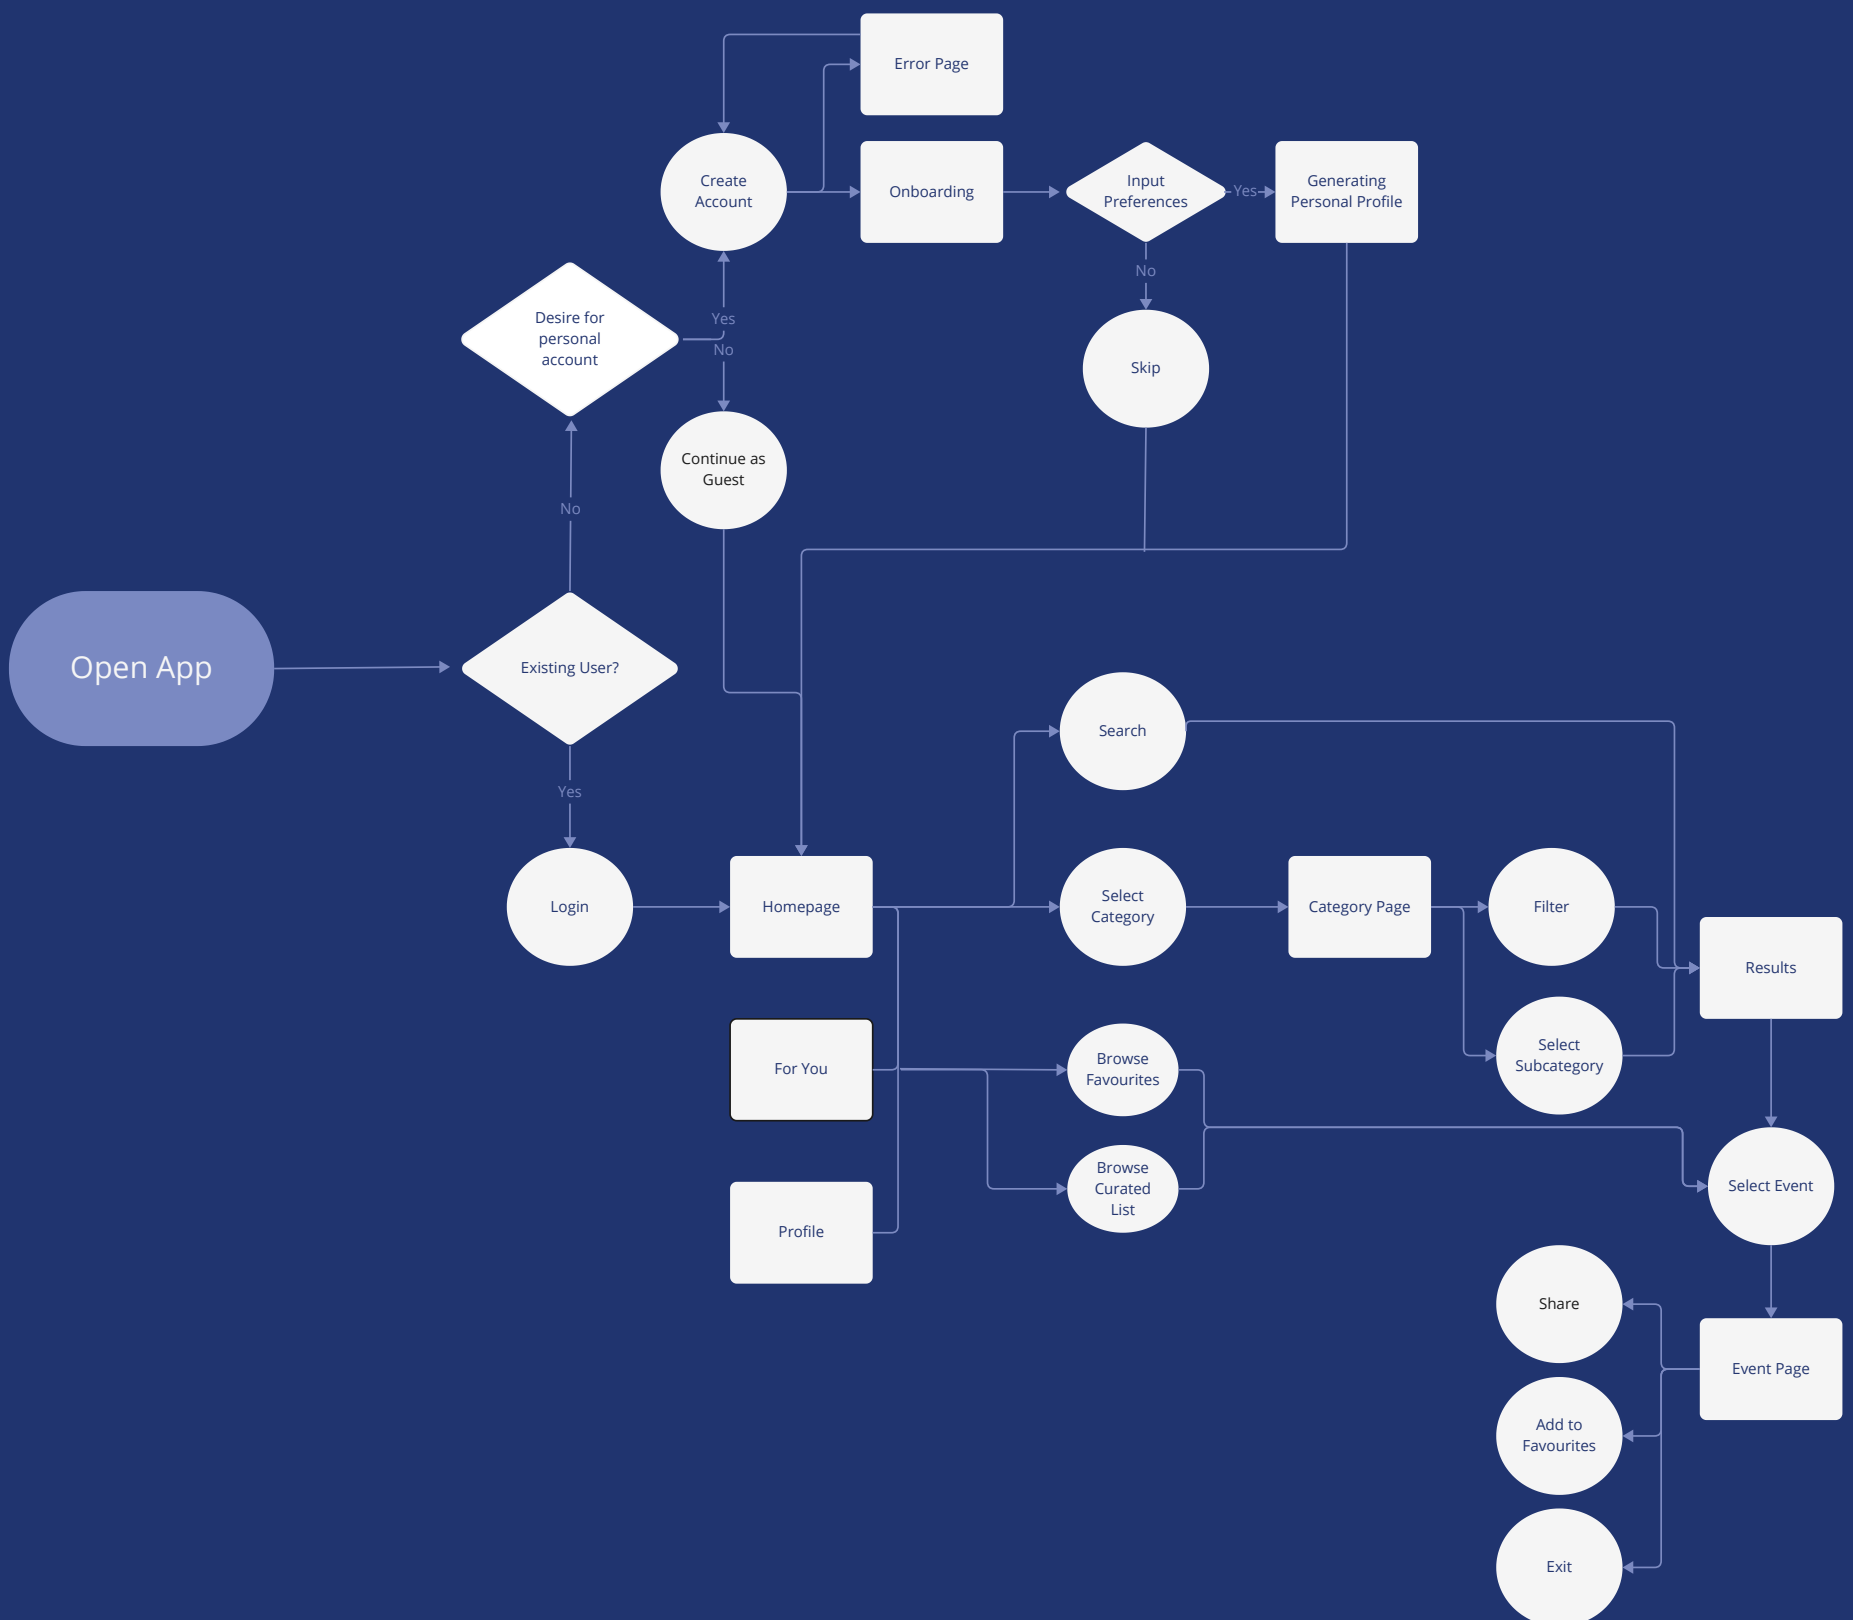 Error Page
Create
Account
Onboarding
Input
Preferences
Yes
Generating
Personal Profile
No
Desire for
personal
account
Yes
No
Skip
Continue as
Guest
No
Open App
Existing User?
Yes
Search
Login
Homepage
Select
Category
Category Page
Filter
Results
For You
Browse
Favourites
Select
Subcategory
Browse
Curated
List
Select Event
Profile
Share
Event Page
Add to
Favourites
Exit